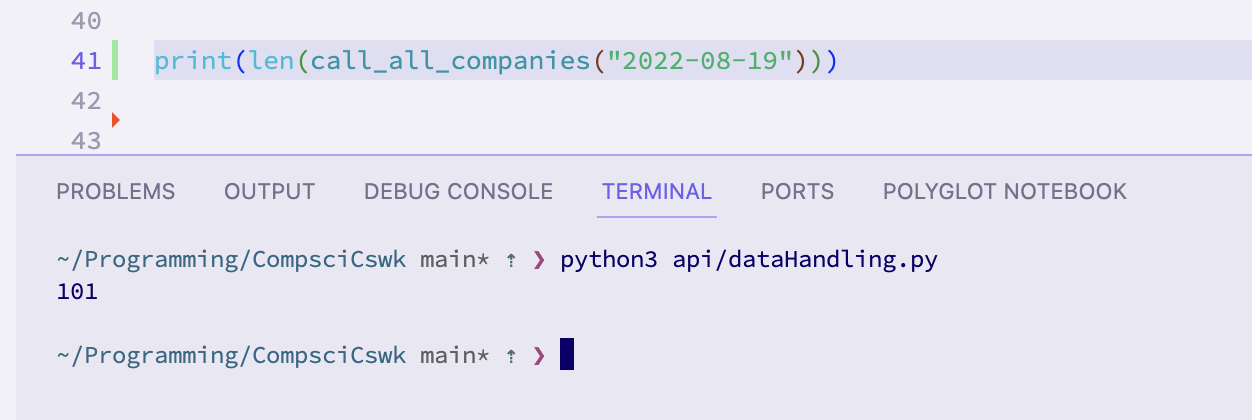 40
41 print(len(call_all_companies("2022-08-19")))
42
43
PROBLEMS OUTPUT DEBUG CONSOLE TERMINAL PORTS POLYGLOT NOTEBOOK
~/Programming/CompsciCswk main* ⇡ ❯ python3 api/dataHandling.py
101
~/Programming/CompsciCswk main* ⇡ ❯